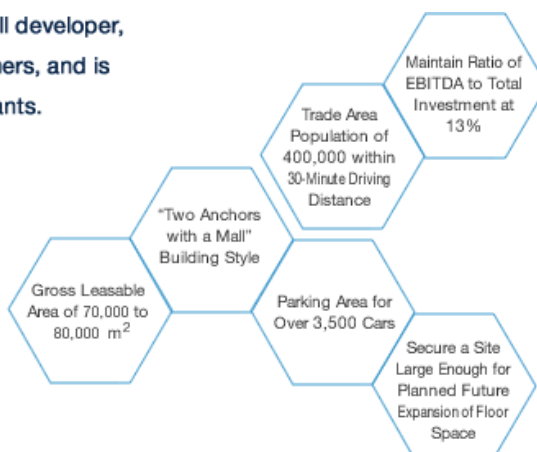 ll developer,
ners, and is
ants.
Maintain Ratio of
EBITDA to Total
Investment at
13%
Trade Area
Population of
400,000 within
30-Minute Driving
Distance
“Two Anchors
with a Mall”
Building Style
Gross Leasable
Area of 70,000 to
80,000 m²
Parking Area for
Over 3,500 Cars
Secure a Site
Large Enough for
Planned Future
Expansion of Floor
Space